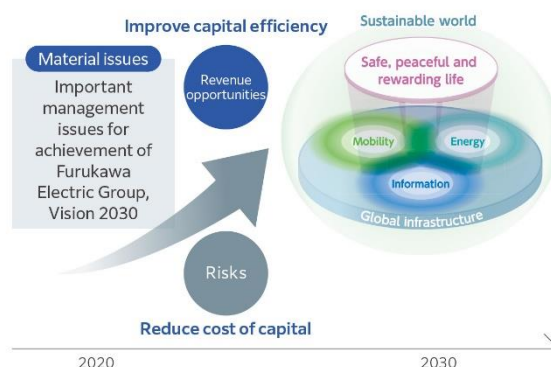 Improve capital efficiency
Material issues
Important
management
issues for
achievement of
Furukawa
Electric Group,
Vision 2030
Revenue
opportunities
Risks
Reduce cost of capital
Sustainable world
Safe, peaceful and
rewarding life
Mobility
Energy
Information
Global infrastructure
2020
2030